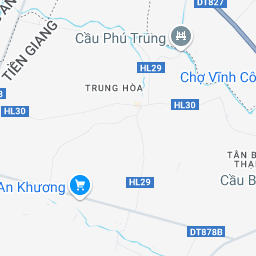 DT827
Cầu Phú Trung
TIỀN GIANG
HL29
Chợ Vĩnh Cô
TRUNG HÒA
HL30
HL30
TÂN B
THẠ
An Khương
HL29
Cầu B
DT878B